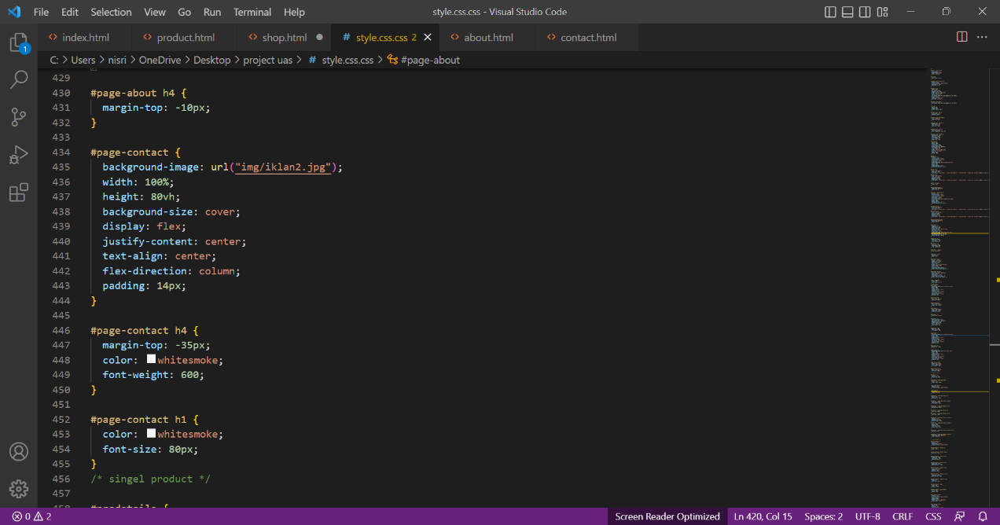 File Edit Selection View Go Run Terminal Help
style.css.css - Visual Studio Code
index.html product.html shop.html # style.css.css 2 about.html contact.html
C: > Users > nisri > OneDrive > Desktop > project uas > # style.css.css > #page-about
1
429
430 #page-about h4 {
431 margin-top: -10px;
432 }
433
434 #page-contact {
435 background-image: url("img/iklan2.jpg");
436 width: 100%;
437 height: 80vh;
438 background-size: cover;
439 display: flex;
440 justify-content: center;
441 text-align: center;
442 flex-direction: column;
443 padding: 14px;
444 }
445
446 #page-contact h4 {
447 margin-top: -35px;
448 color: whitesmoke;
449 font-weight: 600;
450 }
451
452 #page-contact h1 {
453 color: whitesmoke;
454 font-size: 80px;
455 }
456 /* singel product */
457
0 2 Screen Reader Optimized Ln 420, Col 15 Spaces: 2 UTF-8 CRLF CSS